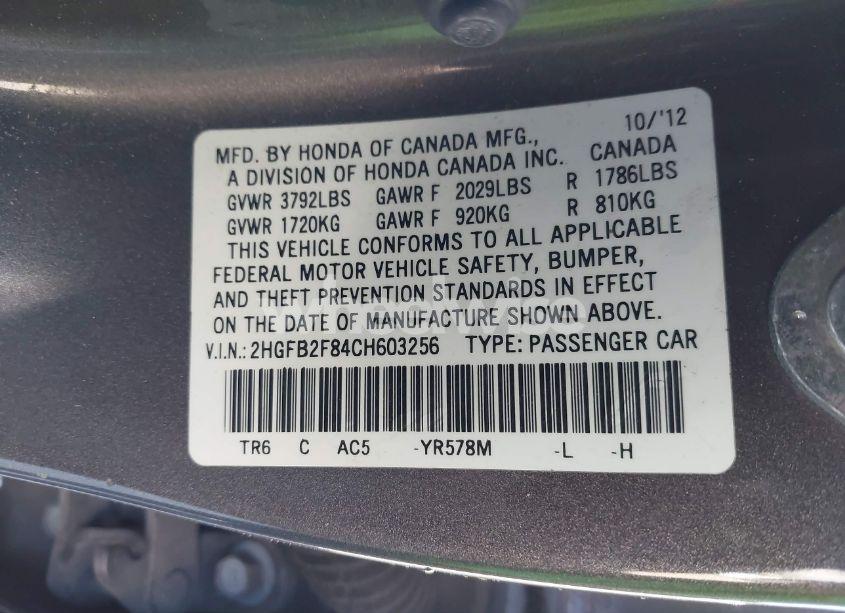 10/'12
MFD. BY HONDA OF CANADA MFG.,
A DIVISION OF HONDA CANADA INC. CANADA
GVWR 3792LBS GAWR F 2029LBS R 1786LBS
GVWR 1720KG GAWR F 920KG R 810KG
THIS VEHICLE CONFORMS TO ALL APPLICABLE
FEDERAL MOTOR VEHICLE SAFETY, BUMPER,
AND THEFT PREVENTION STANDARDS IN EFFECT
ON THE DATE OF MANUFACTURE SHOWN ABOVE.
V.I.N.: 2HGFB2F84CH603256 TYPE: PASSENGER CAR
TR6 C AC5 -YR578M -L -H